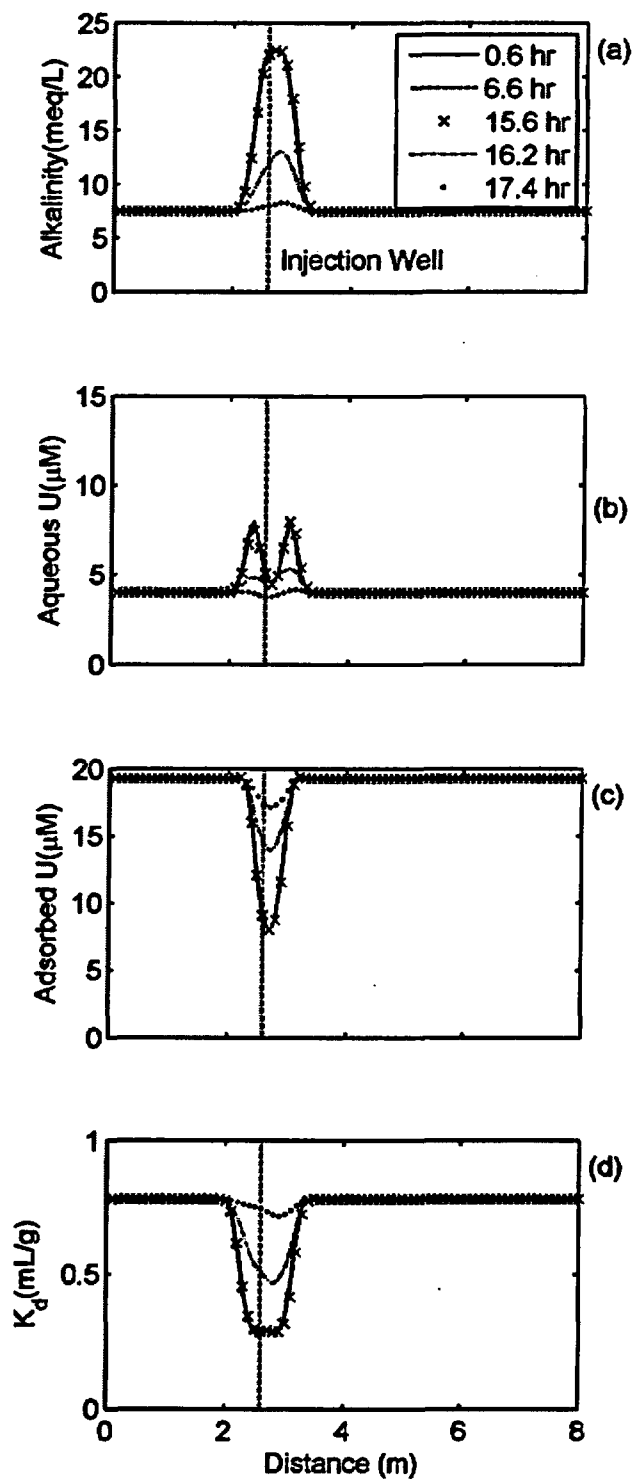 25
20
15
10
5
0
Alkalinity(meq/L)
(a)
0.6 hr
6.6 hr
15.6 hr
16.2 hr
17.4 hr
Injection Well
15
10
5
0
Aqueous U(μM)
(b)
20
15
10
5
0
Adsorbed U(μM)
(c)
1
0.5
0
Kd(mL/g)
(d)
0 2 4 6 8
Distance (m)